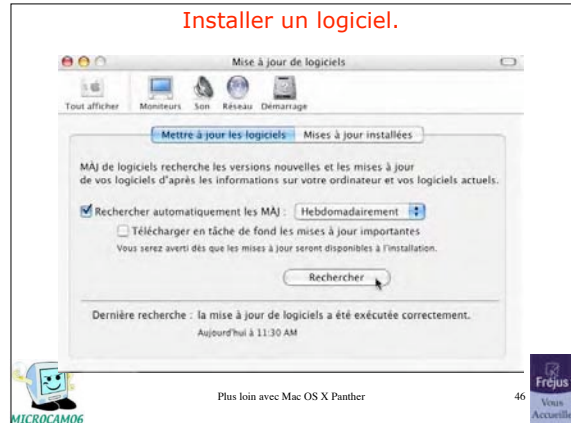 Installer un logiciel.
Mise à jour de logiciels
Tout afficher Moniteurs Son Réseau Démarrage
Mettre à jour les logiciels Mises à jour installées
MÀJ de logiciels recherche les versions nouvelles et les mises à jour
de vos logiciels d'après les informations sur votre ordinateur et vos logiciels actuels.
Rechercher automatiquement les MÀJ : Hebdomadairement
Télécharger en tâche de fond les mises à jour importantes
Vous serez averti dès que les mises à jour seront disponibles à l'installation.
Rechercher
Dernière recherche : la mise à jour de logiciels a été exécutée correctement.
Aujourd'hui à 11:30 AM
Plus loin avec Mac OS X Panther 46
MICROCAM06
Fréjus
Vous
Accueille